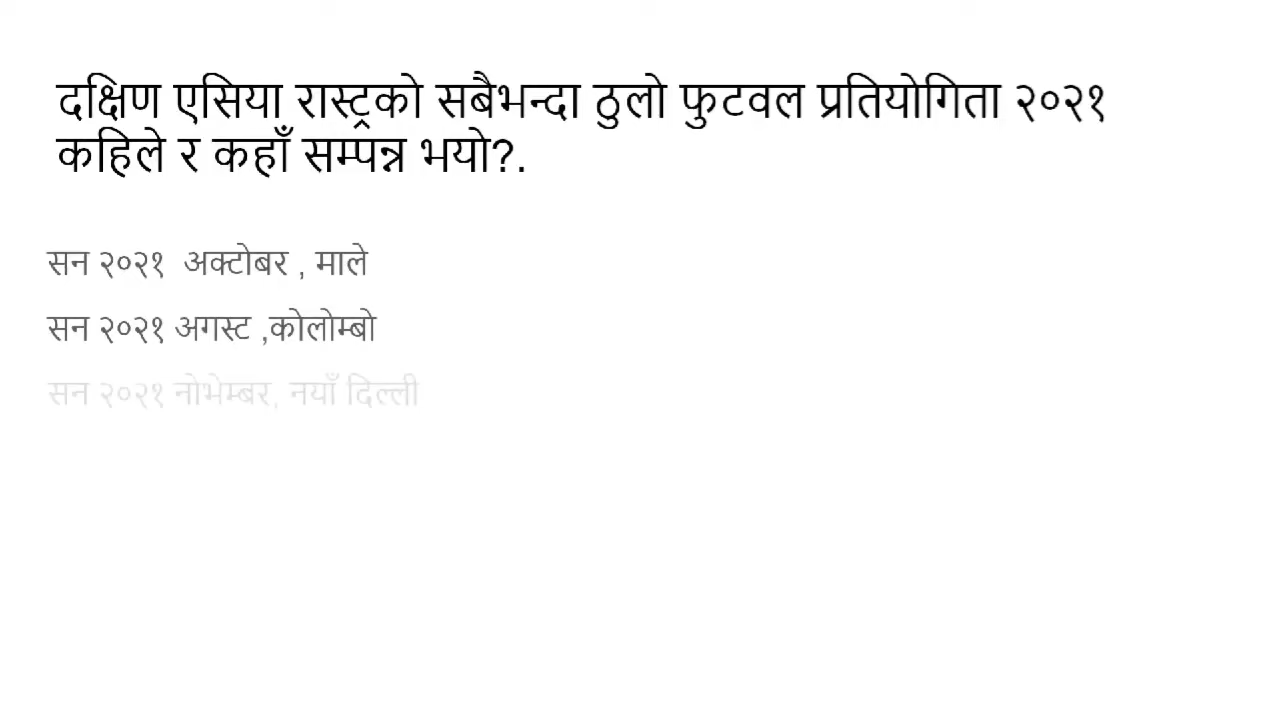 दक्षिण एसिया रास्ट्रको सबैभन्दा ठुलो फुटवल प्रतियोगिता २०२१
कहिले र कहाँ सम्पन्न भयो?.
सन २०२१ अक्टोबर , माले
सन २०२१ अगस्ट ,कोलोम्बो
सन २०२१ नोभेम्बर, नयाँ दिल्ली